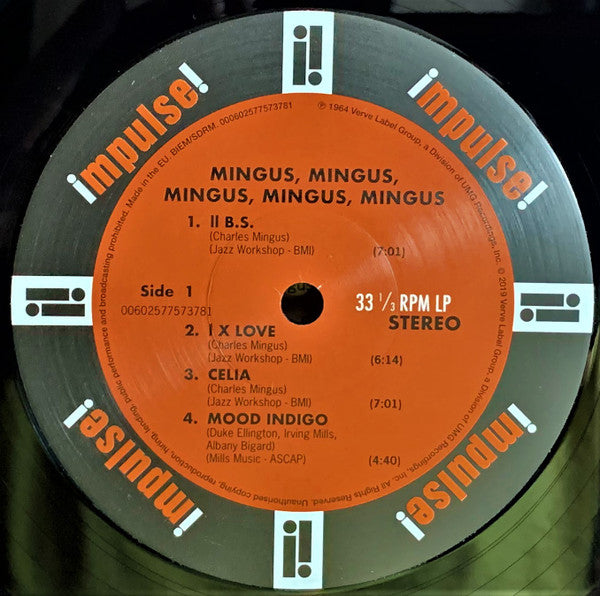 impulse!
impulse!
MINGUS, MINGUS,
MINGUS, MINGUS, MINGUS
1. II B.S.
(Charles Mingus)
(Jazz Workshop - BMI) (7:01)
Side 1
00602577573781
33 1/3 RPM LP
STEREO
2. I X LOVE
(Charles Mingus)
(Jazz Workshop - BMI) (6:14)
3. CELIA
(Charles Mingus)
(Jazz Workshop - BMI) (7:01)
4. MOOD INDIGO
(Duke Ellington, Irving Mills,
Albany Bigard)
(Mills Music - ASCAP) (4:40)
℗ 1964 Verve Label Group, a Division of UMG Recordings, Inc. © 2019 Verve Label Group, a Division of UMG Recordings, Inc. All Rights Reserved. Unauthorised copying, reproduction, hiring, lending, public performance and broadcasting prohibited. Made in the EU. BIEM/SDRM. 000602577573781
impulse!
impulse!